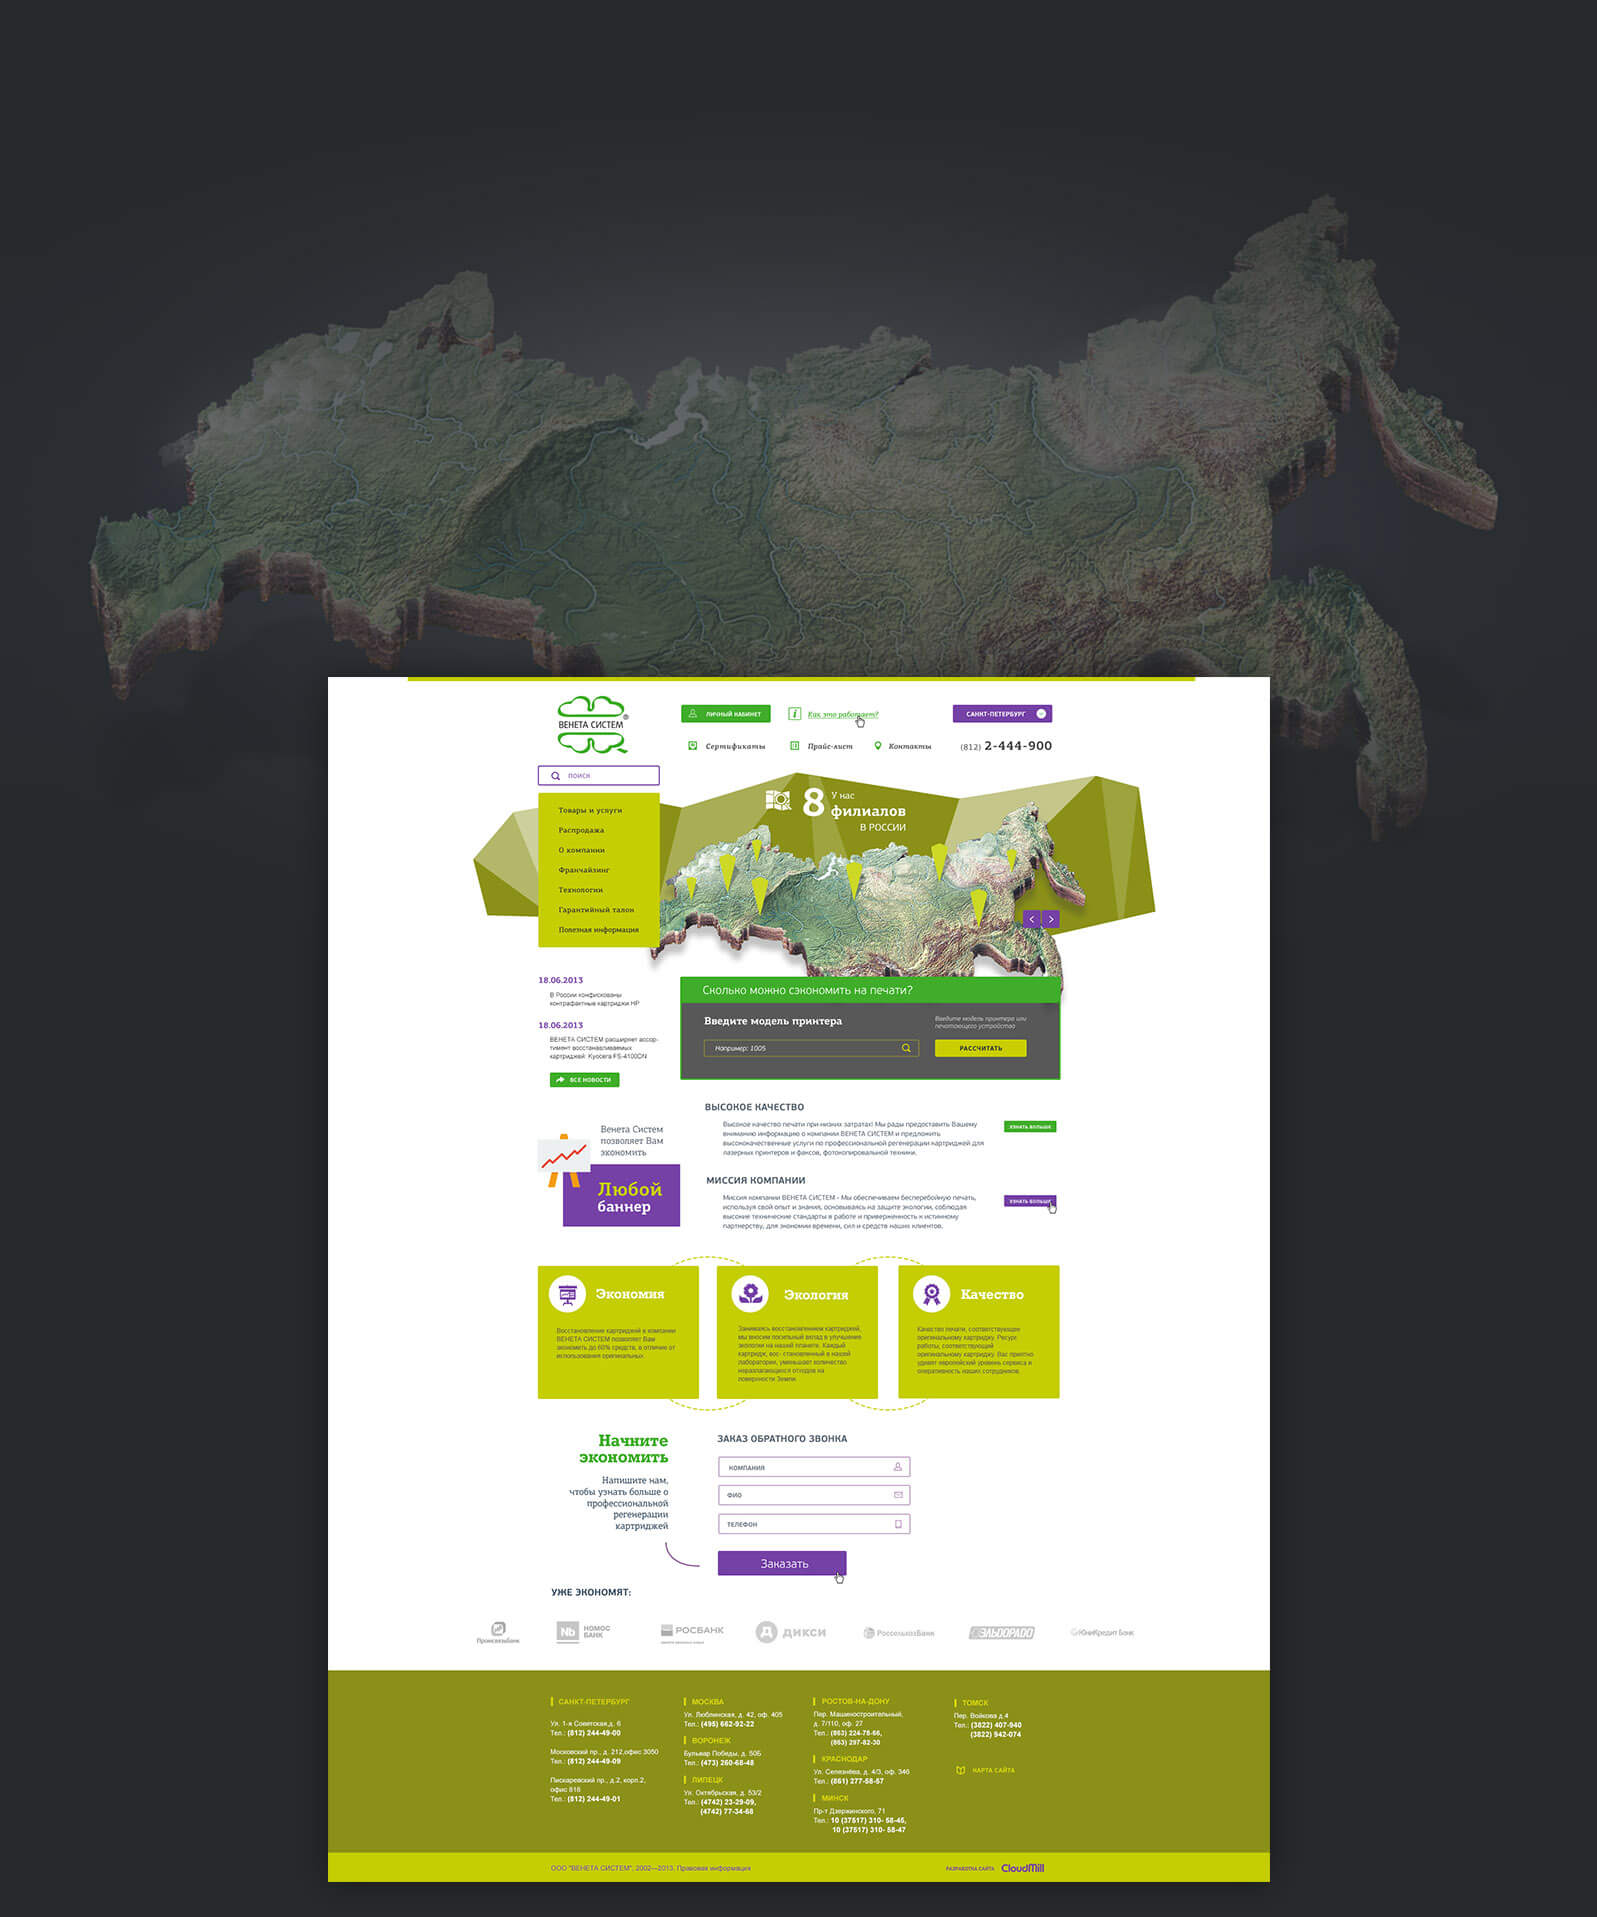 ВЕНЕТА СИСТЕМ®
ЛИЧНЫЙ КАБИНЕТ
Как это работает?
САНКТ-ПЕТЕРБУРГ
Сертификаты
Прайс-лист
Контакты
(812) 2-444-900
ПОИСК
Товары и услуги
Распродажа
О компании
Франчайзинг
Технологии
Гарантийный талон
Полезная информация
8 У нас
филиалов
В РОССИИ
18.06.2013
В России конфискованы
контрафактные картриджи HP
18.06.2013
ВЕНЕТА СИСТЕМ расширяет ассор-
тимент восстанавливаемых
картриджей: Kyocera FS-4100DN
ВСЕ НОВОСТИ
Сколько можно сэкономить на печати?
Введите модель принтера
Например: 1005
Введите модель принтера или
печатающего устройства
РАССЧИТАТЬ
Венета Систем
позволяет Вам
экономить
Любой
баннер
ВЫСОКОЕ КАЧЕСТВО
Высокое качество печати при низких затратах! Мы рады предоставить Вашему
вниманию информацию о компании ВЕНЕТА СИСТЕМ и предложить
высококачественные услуги по профессиональной регенерации картриджей для
лазерных принтеров и факсов, фотокопировальной техники.
УЗНАТЬ БОЛЬШЕ
МИССИЯ КОМПАНИИ
Миссия компании ВЕНЕТА СИСТЕМ - Мы обеспечиваем бесперебойную печать,
используя свой опыт и знания, основываясь на защите экологии, соблюдая
высокие технические стандарты в работе и приверженность к истинному
партнерству, для экономии времени, сил и средств наших клиентов.
УЗНАТЬ БОЛЬШЕ
Экономия
Восстановление картриджей в компании
ВЕНЕТА СИСТЕМ позволяет Вам
экономить до 60% средств, в отличие от
использования оригинальных.
Экология
Занимаясь восстановлением картриджей,
мы вносим посильный вклад в улучшение
экологии на нашей планете. Каждый
картридж, вос- становленный в нашей
лаборатории, уменьшает количество
неразлагающихся отходов на
поверхности Земли.
Качество
Качество печати, соответствующее
оригинальному картриджу. Ресурс
работы, соответствующий
оригинальному картриджу. Вас приятно
удивят европейский уровень сервиса и
оперативность наших сотрудников.
Начните
экономить
Напишите нам,
чтобы узнать больше о
профессиональной
регенерации
картриджей
ЗАКАЗ ОБРАТНОГО ЗВОНКА
КОМПАНИЯ
ФИО
ТЕЛЕФОН
Заказать
УЖЕ ЭКОНОМЯТ:
Промсвязьбанк
Nb НОМОС
БАНК
РОСБАНК
Д ДИКСИ
РоссельхозБанк
ЭЛЬДОРАДО
ЮниКредит Банк
САНКТ-ПЕТЕРБУРГ
Ул. 1-я Советская,д. 6
Тел.: (812) 244-49-00
Московский пр., д. 212,офис 3050
Тел.: (812) 244-49-09
Пискаревский пр., д.2, корп.2,
офис 818
Тел.: (812) 244-49-01
МОСКВА
Ул. Люблинская, д. 42, оф. 405
Тел.: (495) 662-92-22
ВОРОНЕЖ
Бульвар Победы, д. 50Б
Тел.: (473) 260-68-48
ЛИПЕЦК
Ул. Октябрьская, д. 53/2
Тел.: (4742) 23-29-09,
(4742) 77-34-68
РОСТОВ-НА-ДОНУ
Пер. Машиностроительный,
д. 7/110, оф. 27
Тел.: (863) 224-78-66,
(863) 297-82-30
КРАСНОДАР
Ул. Селезнёва, д. 4/3, оф. 346
Тел.: (861) 277-58-57
МИНСК
Пр-т Дзержинского, 71
Тел.: 10 (37517) 310- 58-45,
10 (37517) 310- 58-47
ТОМСК
Пер. Войкова д.4
Тел.: (3822) 407-940
(3822) 942-074
КАРТА САЙТА
ООО "ВЕНЕТА СИСТЕМ", 2002—2013. Правовая информация
РАЗРАБОТКА САЙТА CloudMill